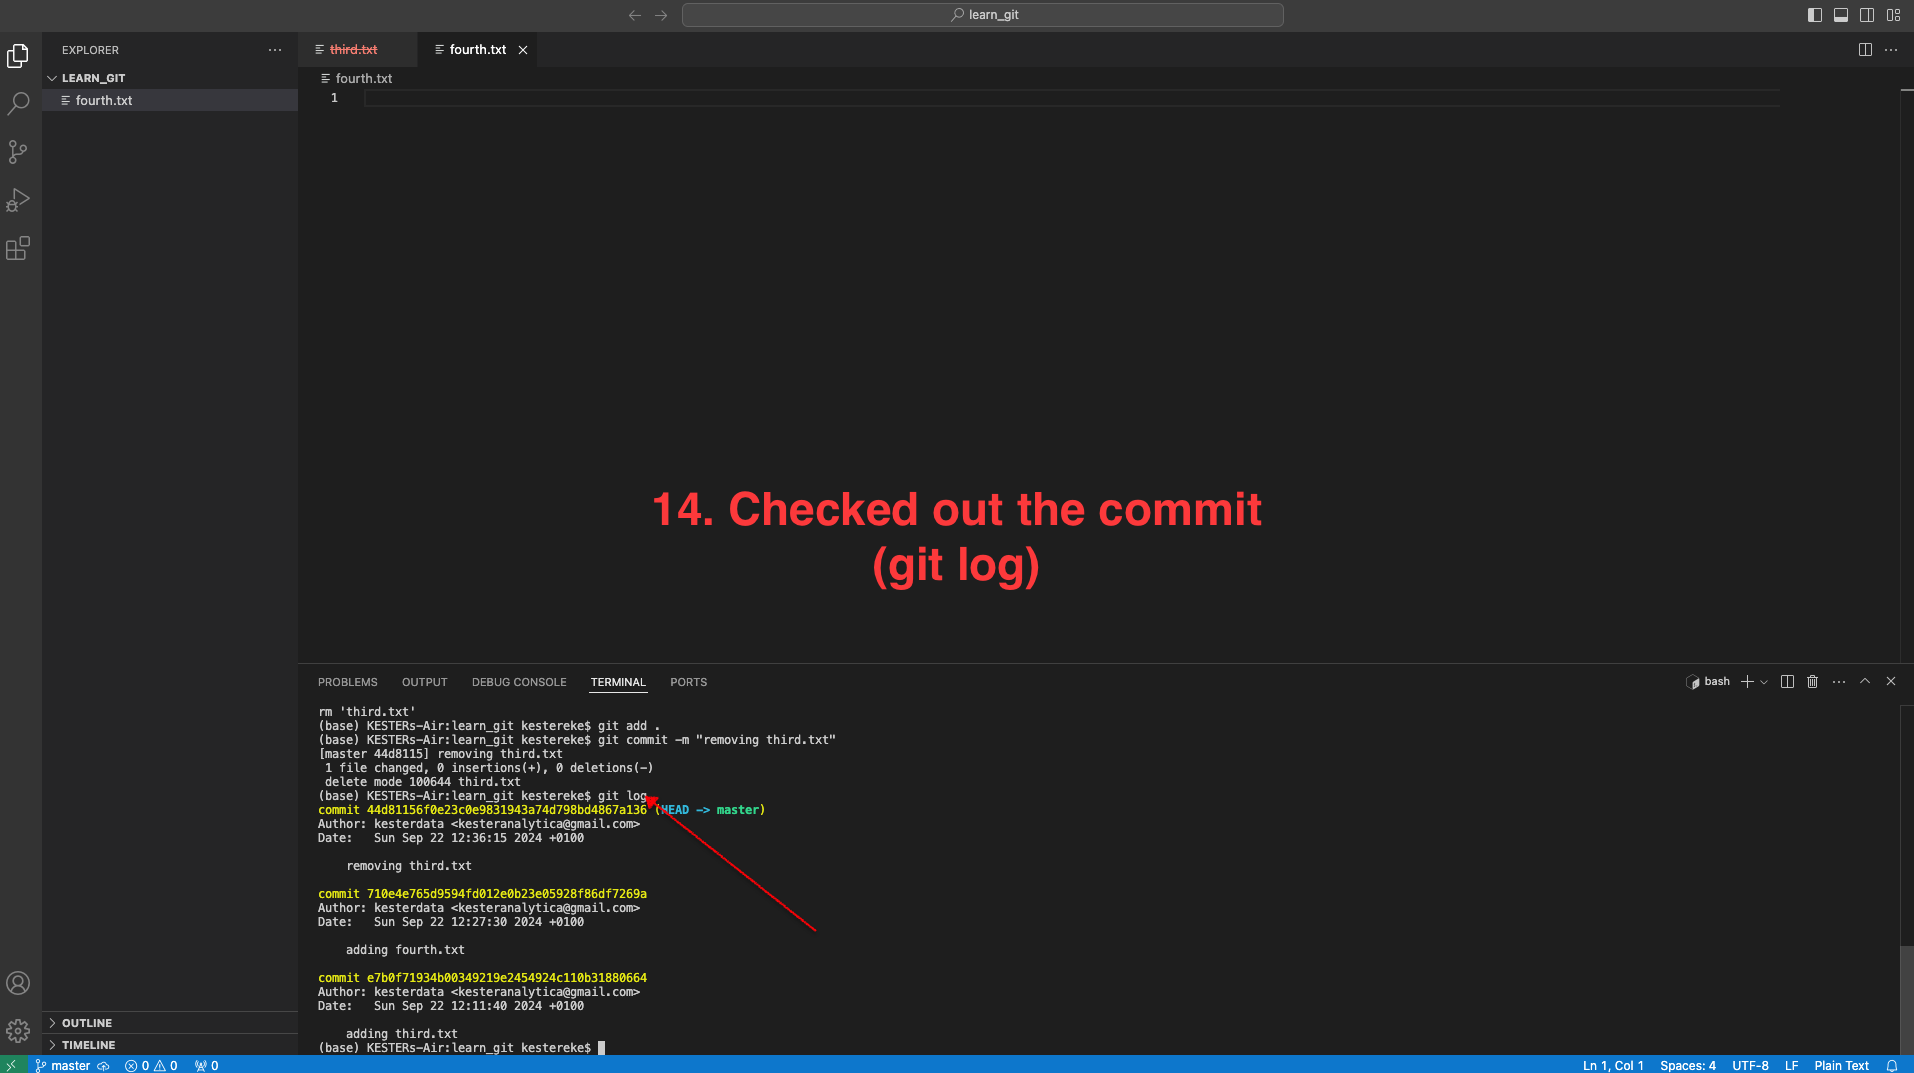 learn_git
EXPLORER
third.txt
fourth.txt
LEARN_GIT
fourth.txt
fourth.txt
1
14. Checked out the commit
(git log)
PROBLEMS OUTPUT DEBUG CONSOLE TERMINAL PORTS
bash
rm 'third.txt'
(base) KESTERs-Air:learn_git kestereke$ git add .
(base) KESTERs-Air:learn_git kestereke$ git commit -m "removing third.txt"
[master 44d8115] removing third.txt
1 file changed, 0 insertions(+), 0 deletions(-)
delete mode 100644 third.txt
(base) KESTERs-Air:learn_git kestereke$ git log
commit 44d81156f0e23c0e9831943a74d798bd4867a136 (HEAD -> master)
Author: kesterdata <kesteranalytica@gmail.com>
Date:   Sun Sep 22 12:36:15 2024 +0100
removing third.txt
commit 710e4e765d9594fd012e0b23e05928f86df7269a
Author: kesterdata <kesteranalytica@gmail.com>
Date:   Sun Sep 22 12:27:30 2024 +0100
adding fourth.txt
commit e7b0f71934b00349219e2454924c110b31880664
Author: kesterdata <kesteranalytica@gmail.com>
Date:   Sun Sep 22 12:11:40 2024 +0100
adding third.txt
(base) KESTERs-Air:learn_git kestereke$
OUTLINE
TIMELINE
master 0 0 0
Ln 1, Col 1 Spaces: 4 UTF-8 LF Plain Text